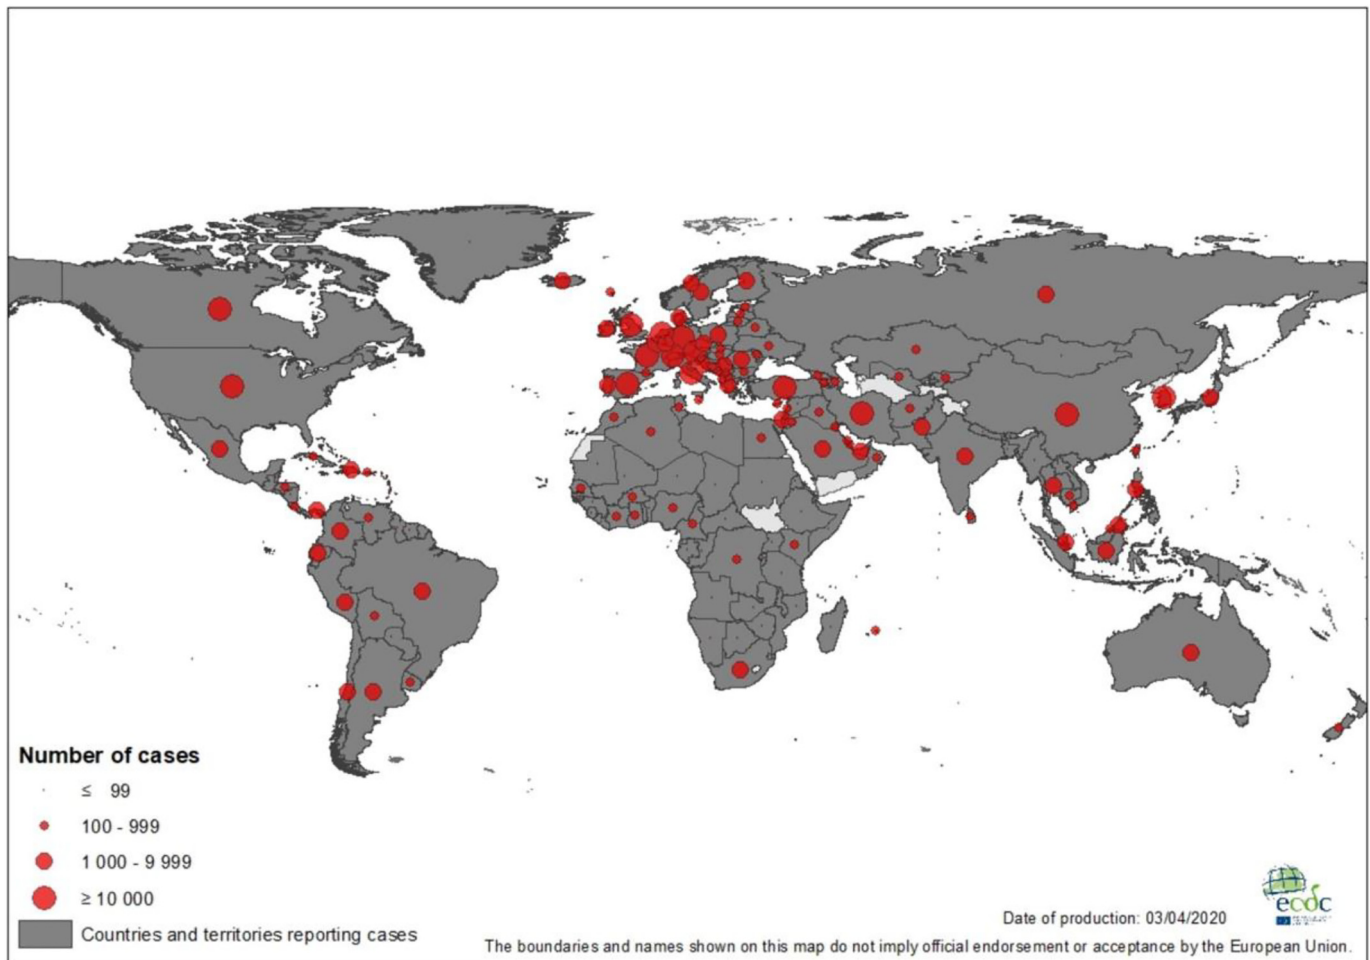 Number of cases
≤ 99
100 - 999
1 000 - 9 999
≥ 10 000
Countries and territories reporting cases
ecdc
Date of production: 03/04/2020
The boundaries and names shown on this map do not imply official endorsement or acceptance by the European Union.